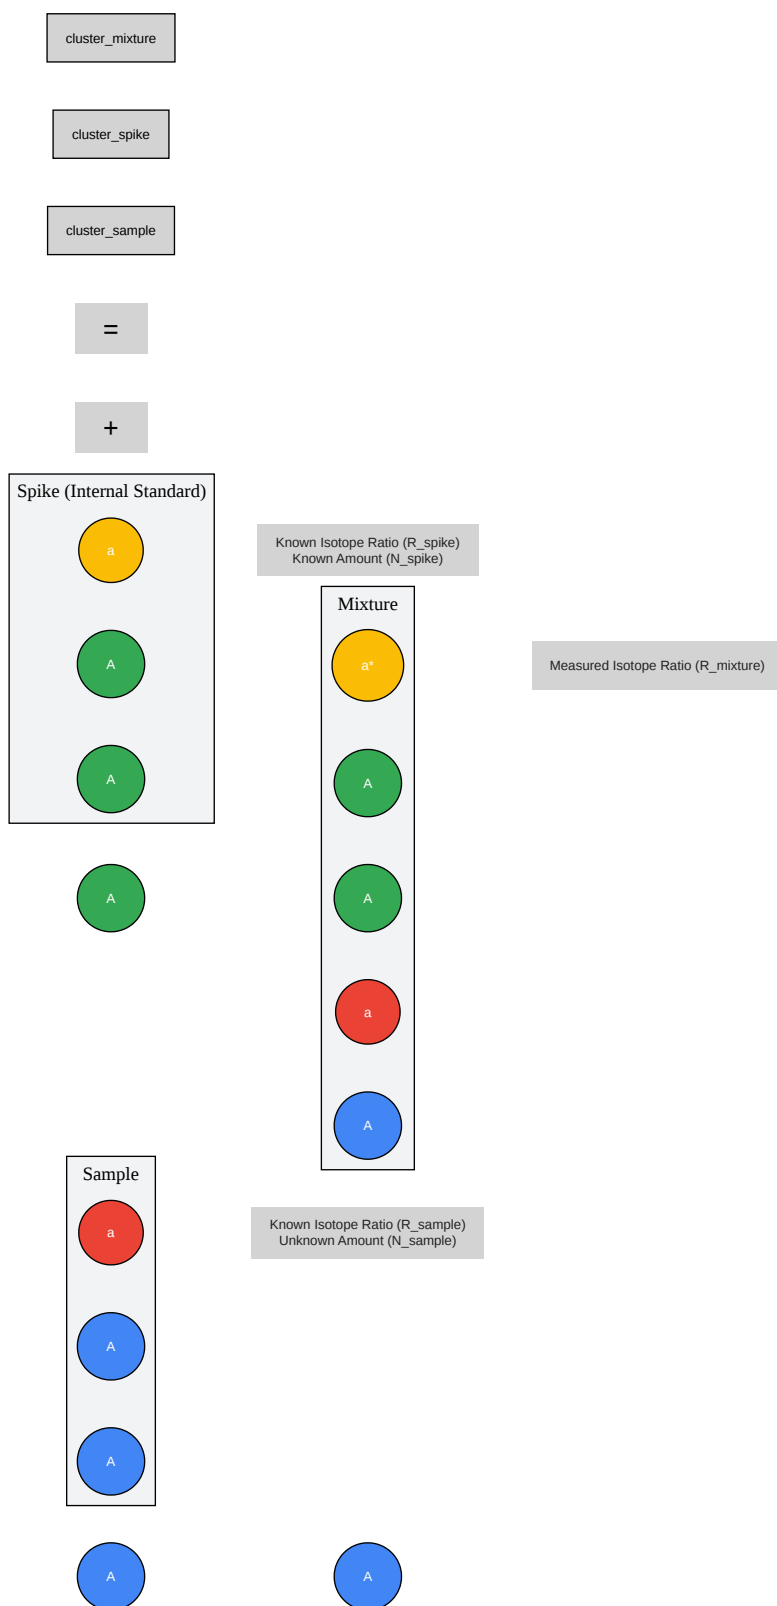 cluster_mixture
cluster_spike
cluster_sample
=
+
Spike (Internal Standard)
a
Known Isotope Ratio (R_spike)
Known Amount (N_spike)
Mixture
A
a*
Measured Isotope Ratio (R_mixture)
A
A
A
A
a
A
Sample
Known Isotope Ratio (R_sample)
Unknown Amount (N_sample)
a
A
A
A
A